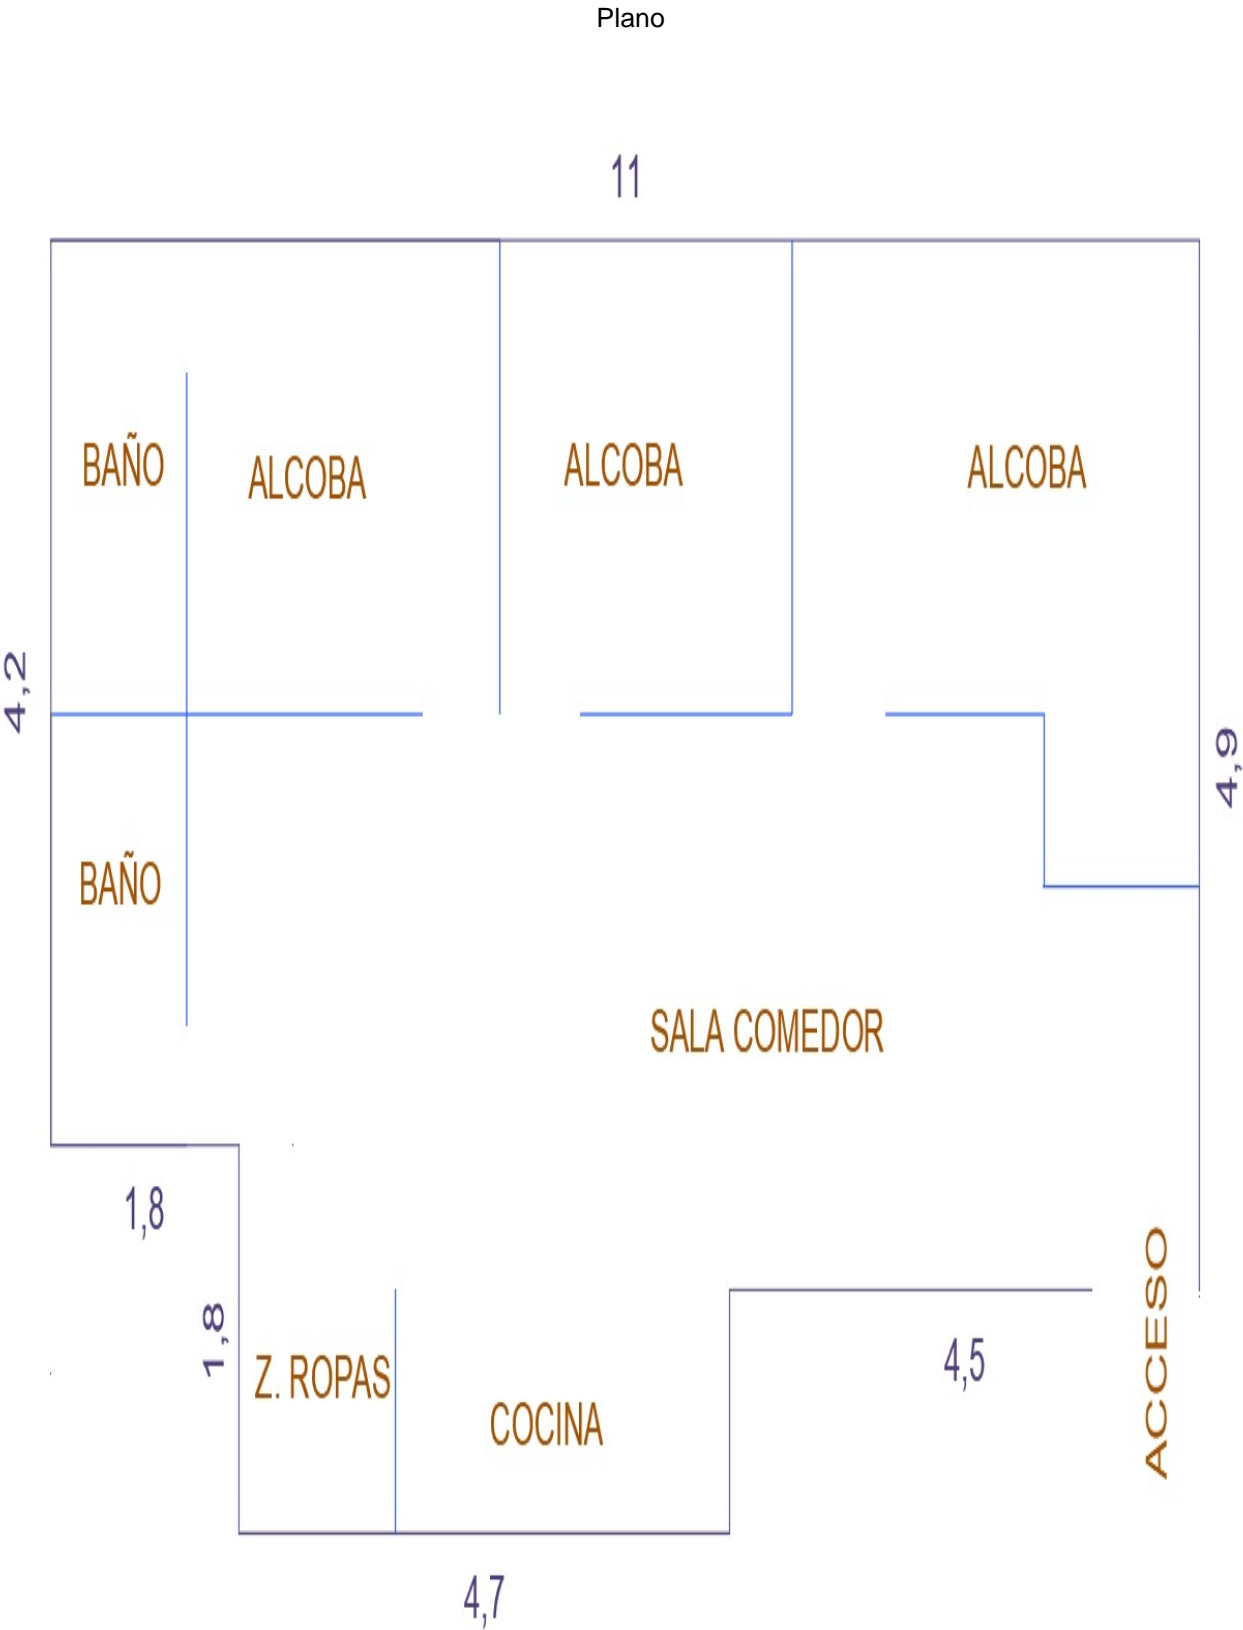 Plano
11
BAÑO
ALCOBA
ALCOBA
ALCOBA
4,2
4,9
BAÑO
SALA COMEDOR
1,8
1,8
Z. ROPAS
COCINA
4,5
ACCESO
4,7